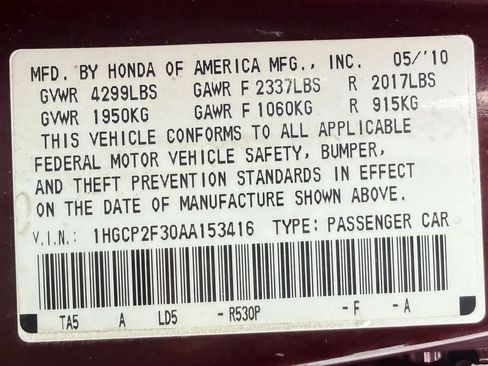 MFD. BY HONDA OF AMERICA MFG., INC. 05/'10
GVWR 4299LBS GAWR F 2337LBS R 2017LBS
GVWR 1950KG GAWR F 1060KG R 915KG
THIS VEHICLE CONFORMS TO ALL APPLICABLE
FEDERAL MOTOR VEHICLE SAFETY, BUMPER,
AND THEFT PREVENTION STANDARDS IN EFFECT
ON THE DATE OF MANUFACTURE SHOWN ABOVE.
V.I.N.: 1HGCP2F30AA153416 TYPE: PASSENGER CAR
TA5 A LD5 - R530P - F - A